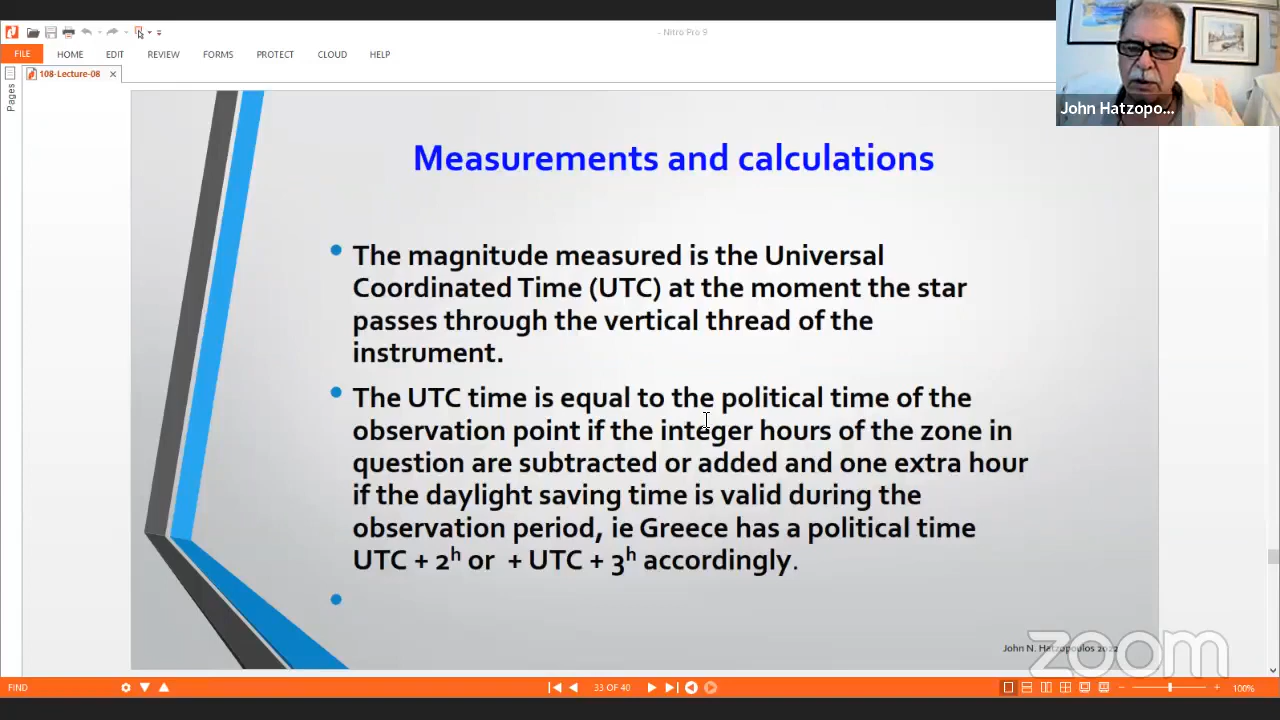 - Nitro Pro 9
FILE HOME EDIT REVIEW FORMS PROTECT CLOUD HELP
108-Lecture-08
Pages
John Hatzopo...
Measurements and calculations
• The magnitude measured is the Universal
Coordinated Time (UTC) at the moment the star
passes through the vertical thread of the
instrument.
• The UTC time is equal to the political time of the
observation point if the integer hours of the zone in
question are subtracted or added and one extra hour
if the daylight saving time is valid during the
observation period, ie Greece has a political time
UTC + 2ʰ or + UTC + 3ʰ accordingly.
John N. Hatzopoulos 2022
zoom
FIND 33 OF 40 100%